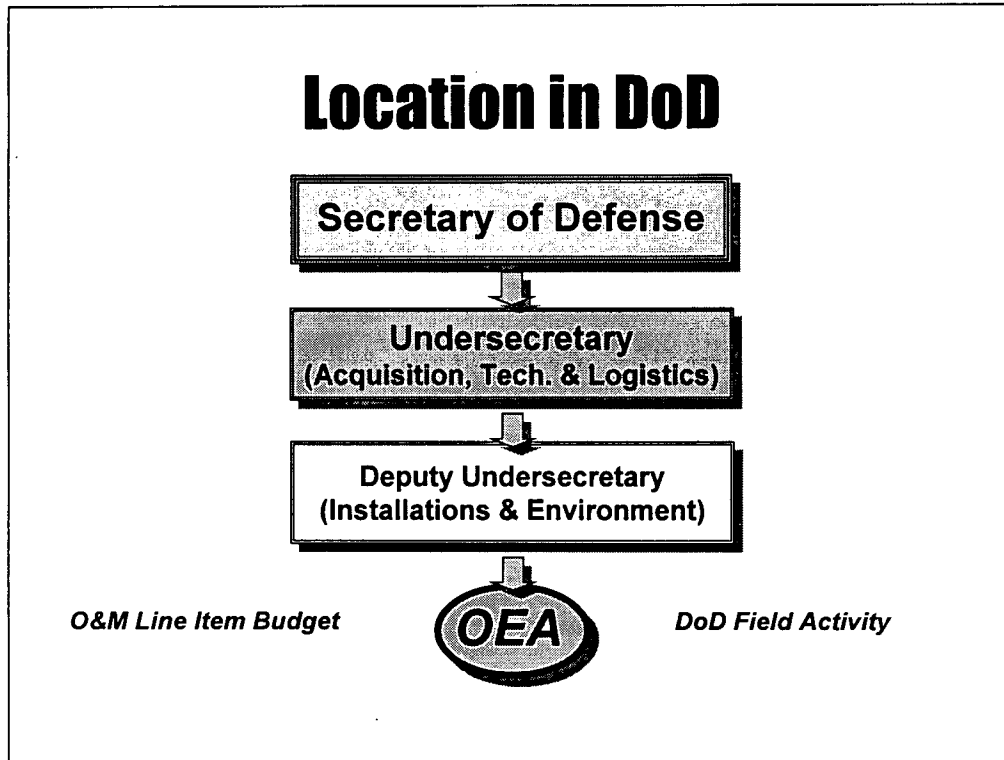 Location in DoD
Secretary of Defense
Undersecretary
(Acquisition, Tech. & Logistics)
Deputy Undersecretary
(Installations & Environment)
O&M Line Item Budget
OEA
DoD Field Activity